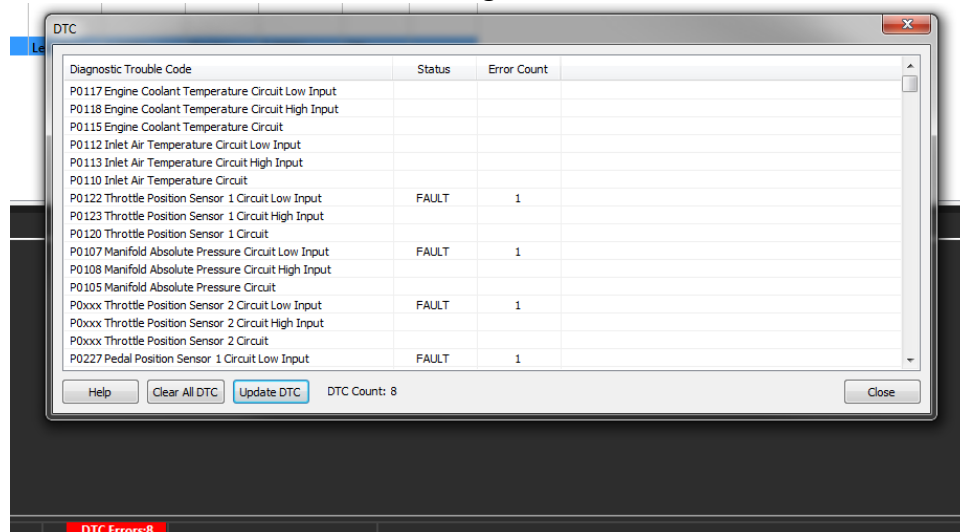 DTC
Le
Le
Diagnostic Trouble Code Status Error Count
P0117 Engine Coolant Temperature Circuit Low Input
P0118 Engine Coolant Temperature Circuit High Input
P0115 Engine Coolant Temperature Circuit
P0112 Inlet Air Temperature Circuit Low Input
P0113 Inlet Air Temperature Circuit High Input
P0110 Inlet Air Temperature Circuit
P0122 Throttle Position Sensor 1 Circuit Low Input FAULT 1
P0123 Throttle Position Sensor 1 Circuit High Input
P0120 Throttle Position Sensor 1 Circuit
P0107 Manifold Absolute Pressure Circuit Low Input FAULT 1
P0108 Manifold Absolute Pressure Circuit High Input
P0105 Manifold Absolute Pressure Circuit
P0xxx Throttle Position Sensor 2 Circuit Low Input FAULT 1
P0xxx Throttle Position Sensor 2 Circuit High Input
P0xxx Throttle Position Sensor 2 Circuit
P0227 Pedal Position Sensor 1 Circuit Low Input FAULT 1
Help Clear All DTC Update DTC DTC Count: 8 Close
DTC Errors:8